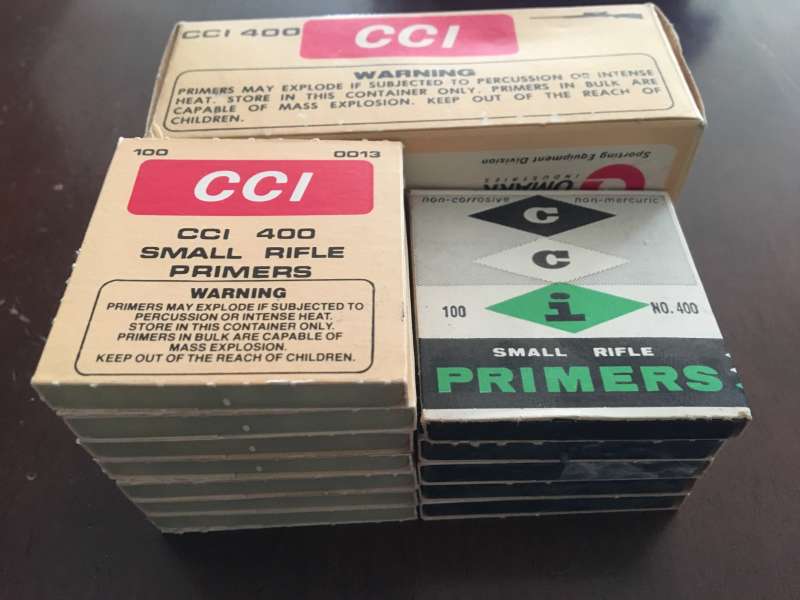 CCI 400 CCI
WARNING
PRIMERS MAY EXPLODE IF SUBJECTED TO PERCUSSION OR INTENSE
HEAT. STORE IN THIS CONTAINER ONLY. PRIMERS IN BULK ARE
CAPABLE OF MASS EXPLOSION. KEEP OUT OF THE REACH OF
CHILDREN.
Sporting Equipment Division
OMARK
INDUSTRIES
100 0013
CCI
CCI 400
SMALL RIFLE
PRIMERS
WARNING
PRIMERS MAY EXPLODE IF SUBJECTED TO
PERCUSSION OR INTENSE HEAT.
STORE IN THIS CONTAINER ONLY.
PRIMERS IN BULK ARE CAPABLE OF
MASS EXPLOSION.
KEEP OUT OF THE REACH OF CHILDREN.
non-corrosive non-mercuric
C
C
i
100 NO. 400
SMALL RIFLE
PRIMERS